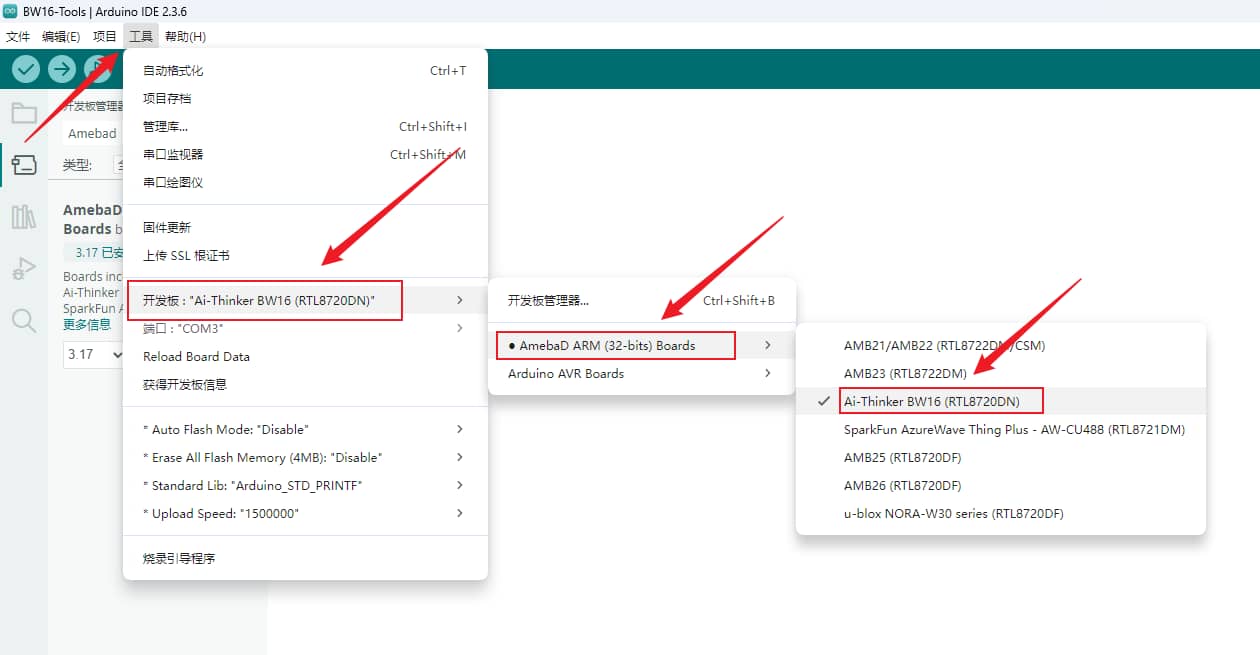 BW16-Tools | Arduino IDE 2.3.6
文件 编辑(E) 项目 工具 帮助(H)
开发板管理器
Amebad
类型:
AmebaD
Boards b
3.17 已安
Boards inc
Ai-Thinker
SparkFun A
更多信息
3.17
自动格式化 Ctrl+T
项目存档
管理库... Ctrl+Shift+I
串口监视器 Ctrl+Shift+M
串口绘图仪
固件更新
上传 SSL 根证书
开发板 : "Ai-Thinker BW16 (RTL8720DN)"
端口 : "COM3"
Reload Board Data
获得开发板信息
* Auto Flash Mode: "Disable"
* Erase All Flash Memory (4MB): "Disable"
* Standard Lib: "Arduino_STD_PRINTF"
* Upload Speed: "1500000"
烧录引导程序
开发板管理器... Ctrl+Shift+B
● AmebaD ARM (32-bits) Boards
Arduino AVR Boards
AMB21/AMB22 (RTL8722DM/CSM)
AMB23 (RTL8722DM)
Ai-Thinker BW16 (RTL8720DN)
SparkFun AzureWave Thing Plus - AW-CU488 (RTL8721DM)
AMB25 (RTL8720DF)
AMB26 (RTL8720DF)
u-blox NORA-W30 series (RTL8720DF)